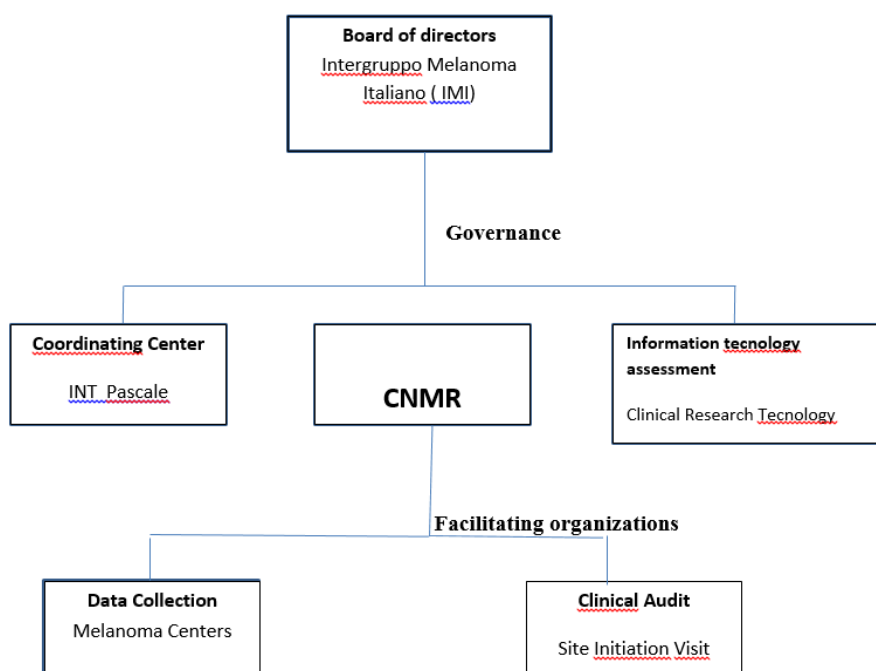 Board of directors
Intergruppo Melanoma
Italiano ( IMI)
Governance
Coordinating Center
INT Pascale
CNMR
Information tecnology
assessment
Clinical Research Tecnology
Facilitating organizations
Data Collection
Melanoma Centers
Clinical Audit
Site Initiation Visit